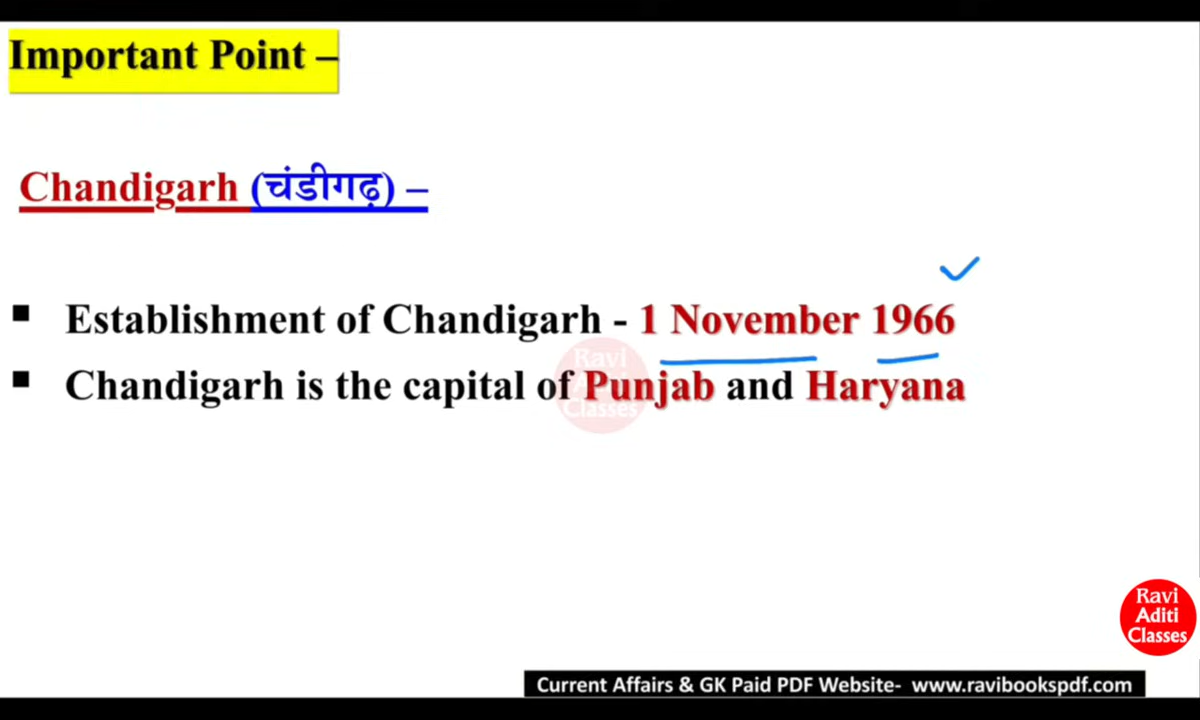 Important Point –
Chandigarh (चंडीगढ़) –
▪ Establishment of Chandigarh - 1 November 1966
▪ Chandigarh is the capital of Punjab and Haryana
Ravi
Aditi
Classes
Ravi
Aditi
Classes
Current Affairs & GK Paid PDF Website- www.ravibookspdf.com